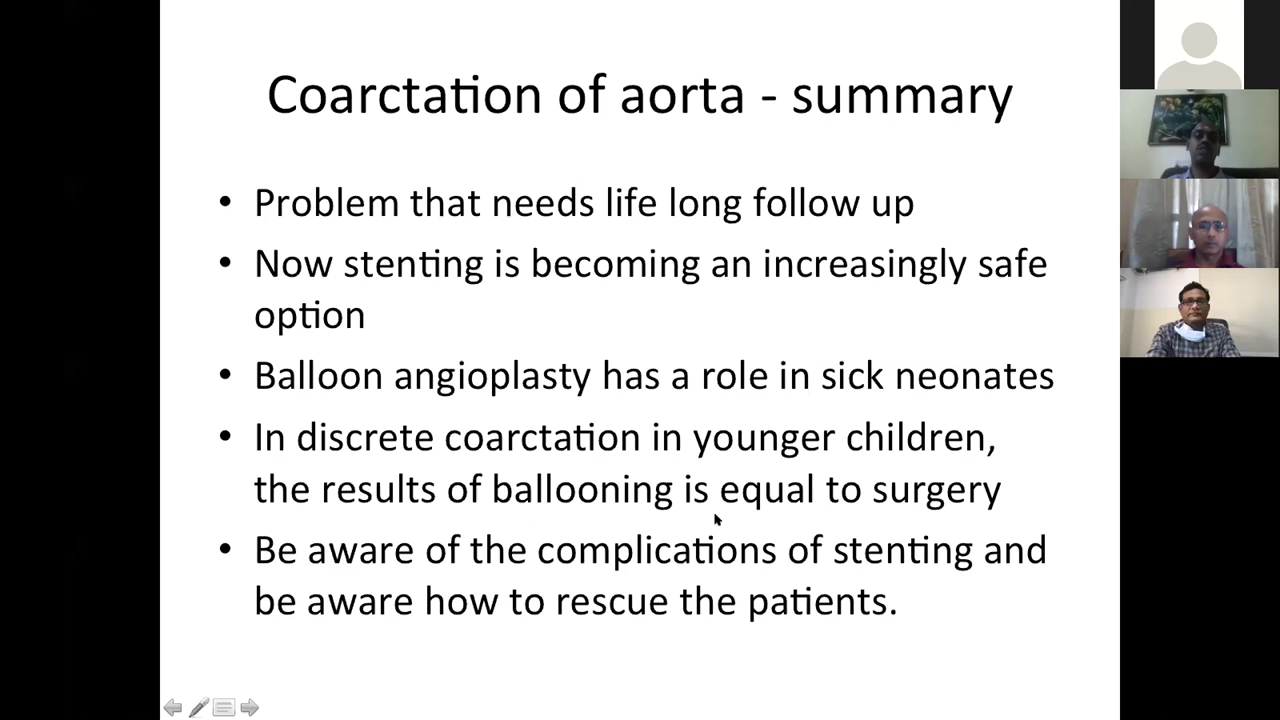 Coarctation of aorta - summary
• Problem that needs life long follow up
• Now stenting is becoming an increasingly safe
option
• Balloon angioplasty has a role in sick neonates
• In discrete coarctation in younger children,
the results of ballooning is equal to surgery
• Be aware of the complications of stenting and
be aware how to rescue the patients.